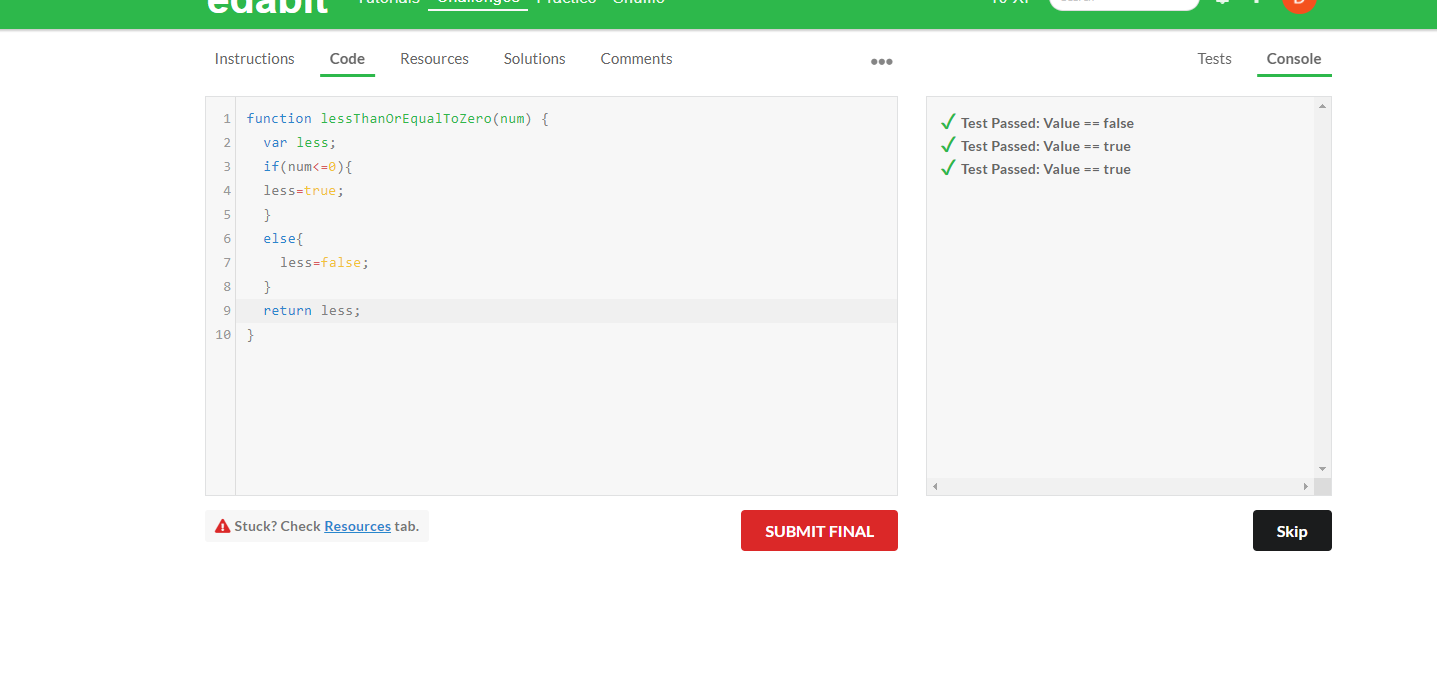 edabit Tutorials Challenges Practice Shuffle XP Search
Instructions Code Resources Solutions Comments ••• Tests Console
1 function lessThanOrEqualToZero(num) {
2 var less;
3 if(num<=0){
4 less=true;
5 }
6 else{
7 less=false;
8 }
9 return less;
10 }
✓ Test Passed: Value == false
✓ Test Passed: Value == true
✓ Test Passed: Value == true
Stuck? Check Resources tab.
SUBMIT FINAL
Skip